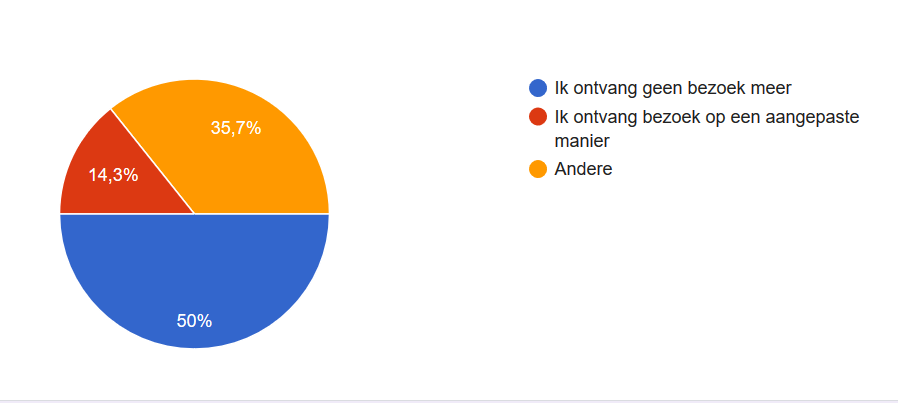 Ik ontvang geen bezoek meer
Ik ontvang bezoek op een aangepaste
manier
Andere
35,7%
14,3%
50%